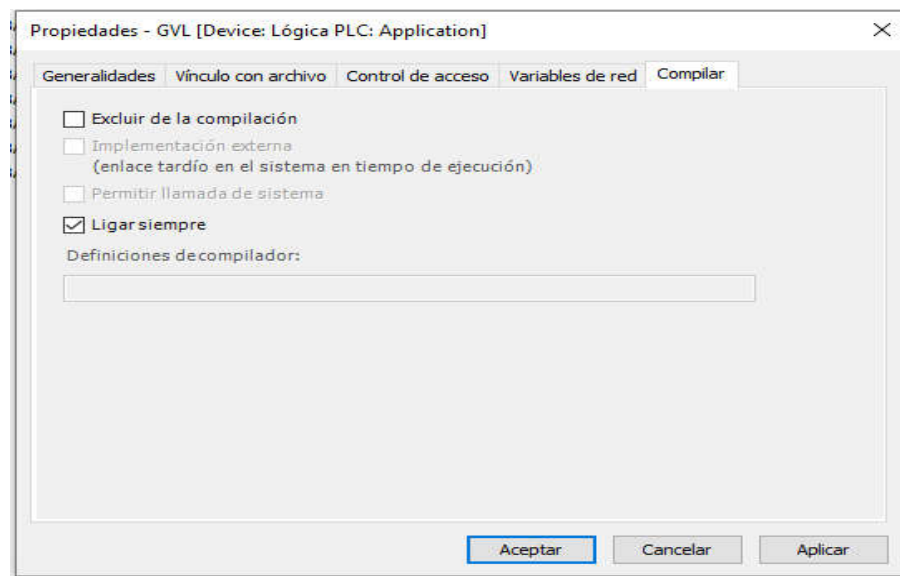 Propiedades - GVL [Device: Lógica PLC: Application]
Generalidades Vínculo con archivo Control de acceso Variables de red Compilar
Excluir de la compilación
Implementación externa
(enlace tardío en el sistema en tiempo de ejecución)
Permitir llamada de sistema
Ligar siempre
Definiciones de compilador:
Aceptar Cancelar Aplicar